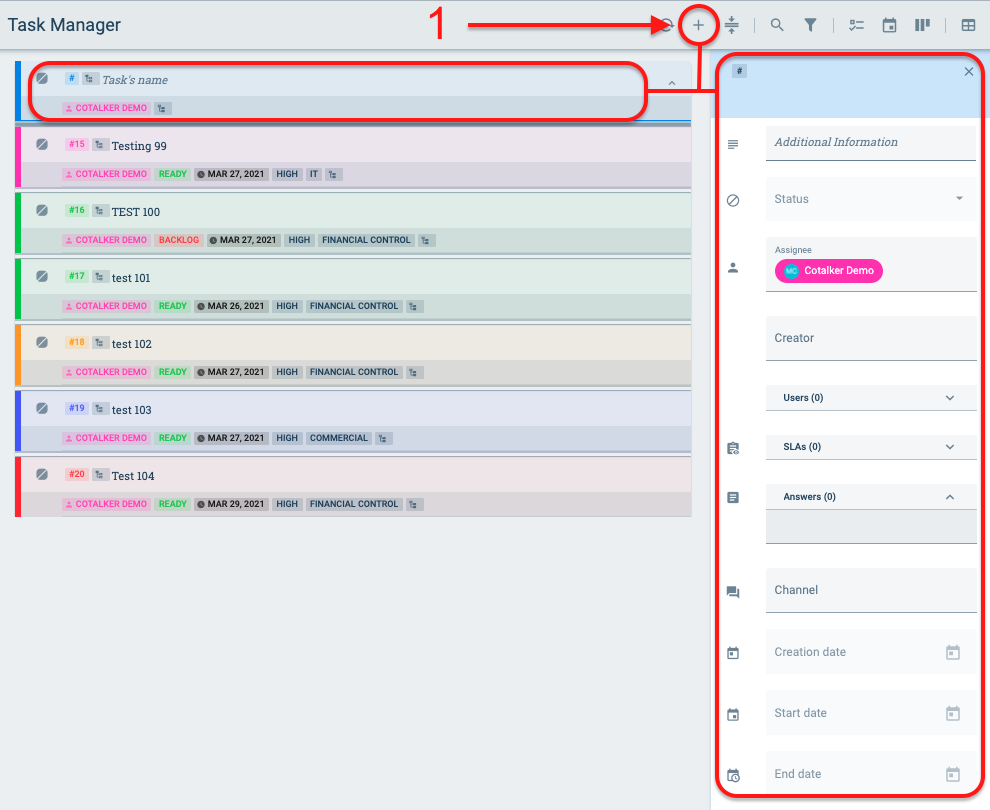 Task Manager
1
# Task's name
COTALKER DEMO
#15 Testing 99
COTALKER DEMO READY MAR 27, 2021 HIGH IT
#16 TEST 100
COTALKER DEMO BACKLOG MAR 27, 2021 HIGH FINANCIAL CONTROL
#17 test 101
COTALKER DEMO READY MAR 26, 2021 HIGH FINANCIAL CONTROL
#18 test 102
COTALKER DEMO READY MAR 27, 2021 HIGH FINANCIAL CONTROL
#19 test 103
COTALKER DEMO READY MAR 27, 2021 HIGH COMMERCIAL
#20 Test 104
COTALKER DEMO READY MAR 29, 2021 HIGH FINANCIAL CONTROL
#
Additional Information
Status
Assignee
MC Cotalker Demo
Creator
Users (0)
SLAs (0)
Answers (0)
Channel
Creation date
Start date
End date